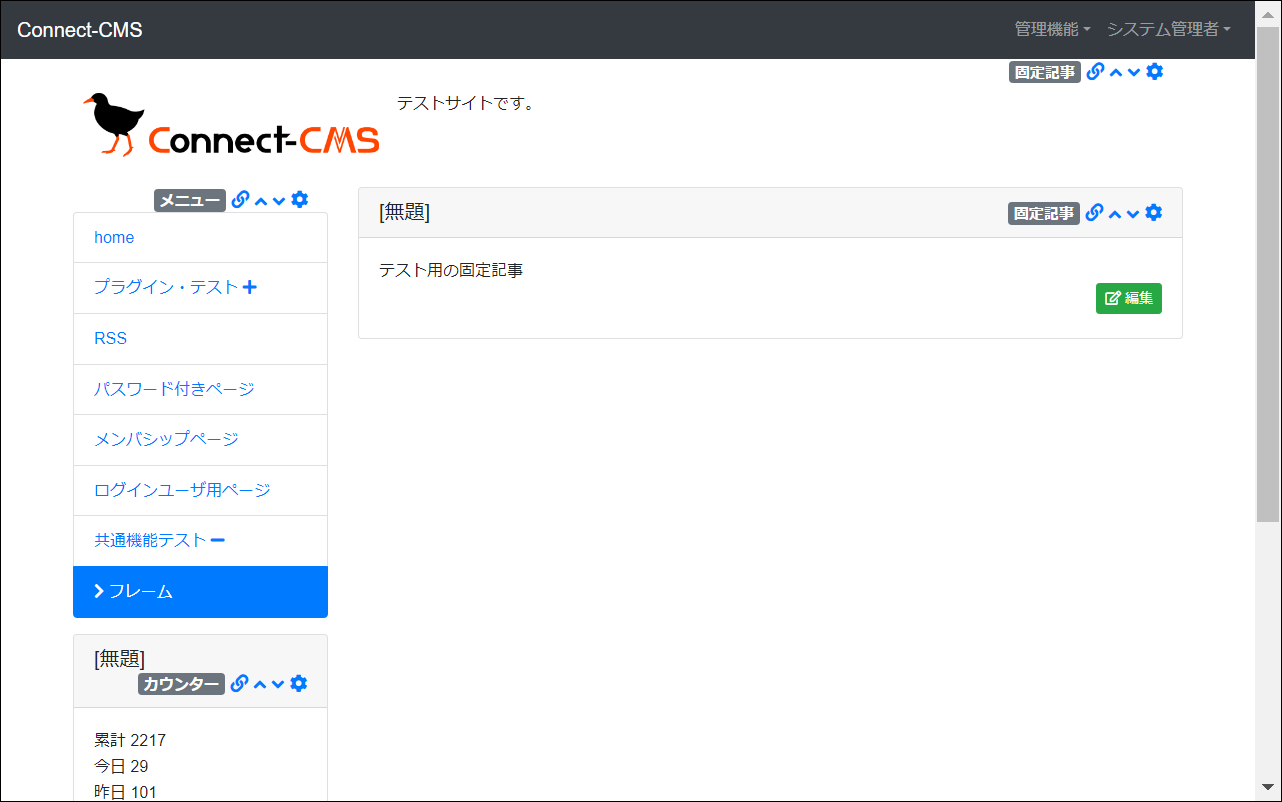 Connect-CMS
管理機能 システム管理者
固定記事
テストサイトです。
Connect-CMS
メニュー
home
プラグイン・テスト
RSS
パスワード付きページ
メンバシップページ
ログインユーザ用ページ
共通機能テスト
フレーム
[無題]
カウンター
累計 2217
今日 29
昨日 101
[無題]
固定記事
テスト用の固定記事
編集